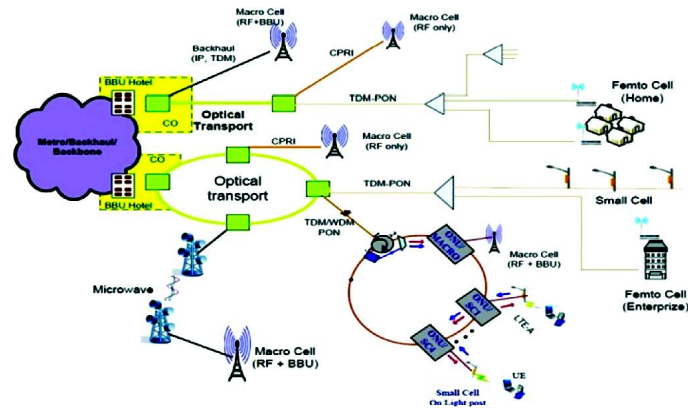 Macro Cell
(RF+BBU)
Macro Cell
(RF only)
Backhaul
(IP, TDM)
CPRI
BBU Hotel
CO
Optical
Transport
TDM-PON
Femto Cell
(Home)
Metro/Backhaul/
Backbone
CPRI
Macro Cell
(RF only)
CO
BBU Hotel
Optical
transport
TDM-PON
Small Cell
TDM/WDM
PON
ONU/
MACRO
Macro Cell
(RF + BBU)
Femto Cell
(Enterprize)
Microwave
ONU/
SC1
LTE-A
ONU/
SC4
Macro Cell
(RF + BBU)
UE
Small Cell
On Light post